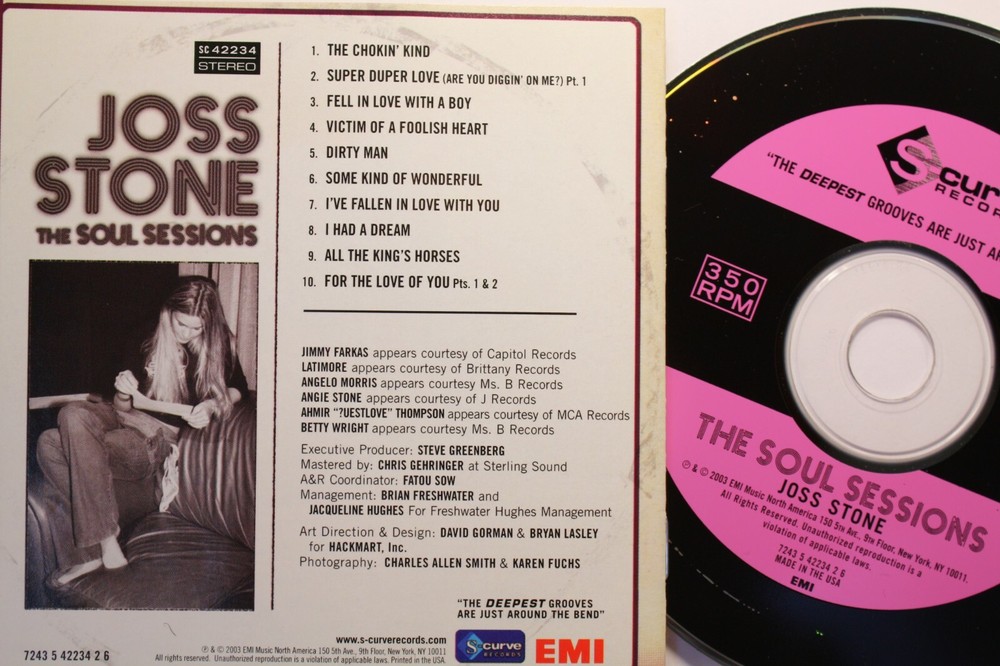 SC 42234
STEREO
JOSS
STONE
THE SOUL SESSIONS
1. THE CHOKIN' KIND
2. SUPER DUPER LOVE (ARE YOU DIGGIN' ON ME?) Pt. 1
3. FELL IN LOVE WITH A BOY
4. VICTIM OF A FOOLISH HEART
5. DIRTY MAN
6. SOME KIND OF WONDERFUL
7. I'VE FALLEN IN LOVE WITH YOU
8. I HAD A DREAM
9. ALL THE KING'S HORSES
10. FOR THE LOVE OF YOU Pts. 1 & 2
JIMMY FARKAS appears courtesy of Capitol Records
LATIMORE appears courtesy of Brittany Records
ANGELO MORRIS appears courtesy Ms. B Records
ANGIE STONE appears courtesy of J Records
AHMIR "?UESTLOVE" THOMPSON appears courtesy of MCA Records
BETTY WRIGHT appears courtesy Ms. B Records
Executive Producer: STEVE GREENBERG
Mastered by: CHRIS GEHRINGER at Sterling Sound
A&R Coordinator: FATOU SOW
Management: BRIAN FRESHWATER and
JACQUELINE HUGHES For Freshwater Hughes Management
Art Direction & Design: DAVID GORMAN & BRYAN LASLEY
for HACKMART, Inc.
Photography: CHARLES ALLEN SMITH & KAREN FUCHS
"THE DEEPEST GROOVES
ARE JUST AROUND THE BEND"
7243 5 42234 2 6
www.s-curverecords.com
℗ & © 2003 EMI Music North America 150 5th Ave., 9th Floor, New York, NY 10011
All rights reserved. Unauthorized reproduction is a violation of applicable laws. Printed in the USA.
S-curve
RECORDS
EMI
S-cur
RECO
"THE DEEPEST GROOVES ARE JUST A
350
RPM
THE SOUL SESSIONS
JOSS STONE
℗ & © 2003 EMI Music North America 150 5th Ave., 9th Floor, New York, NY 10011.
All Rights Reserved. Unauthorized reproduction is a
violation of applicable laws.
7243 5 42234 2 6
MADE IN THE USA
EMI